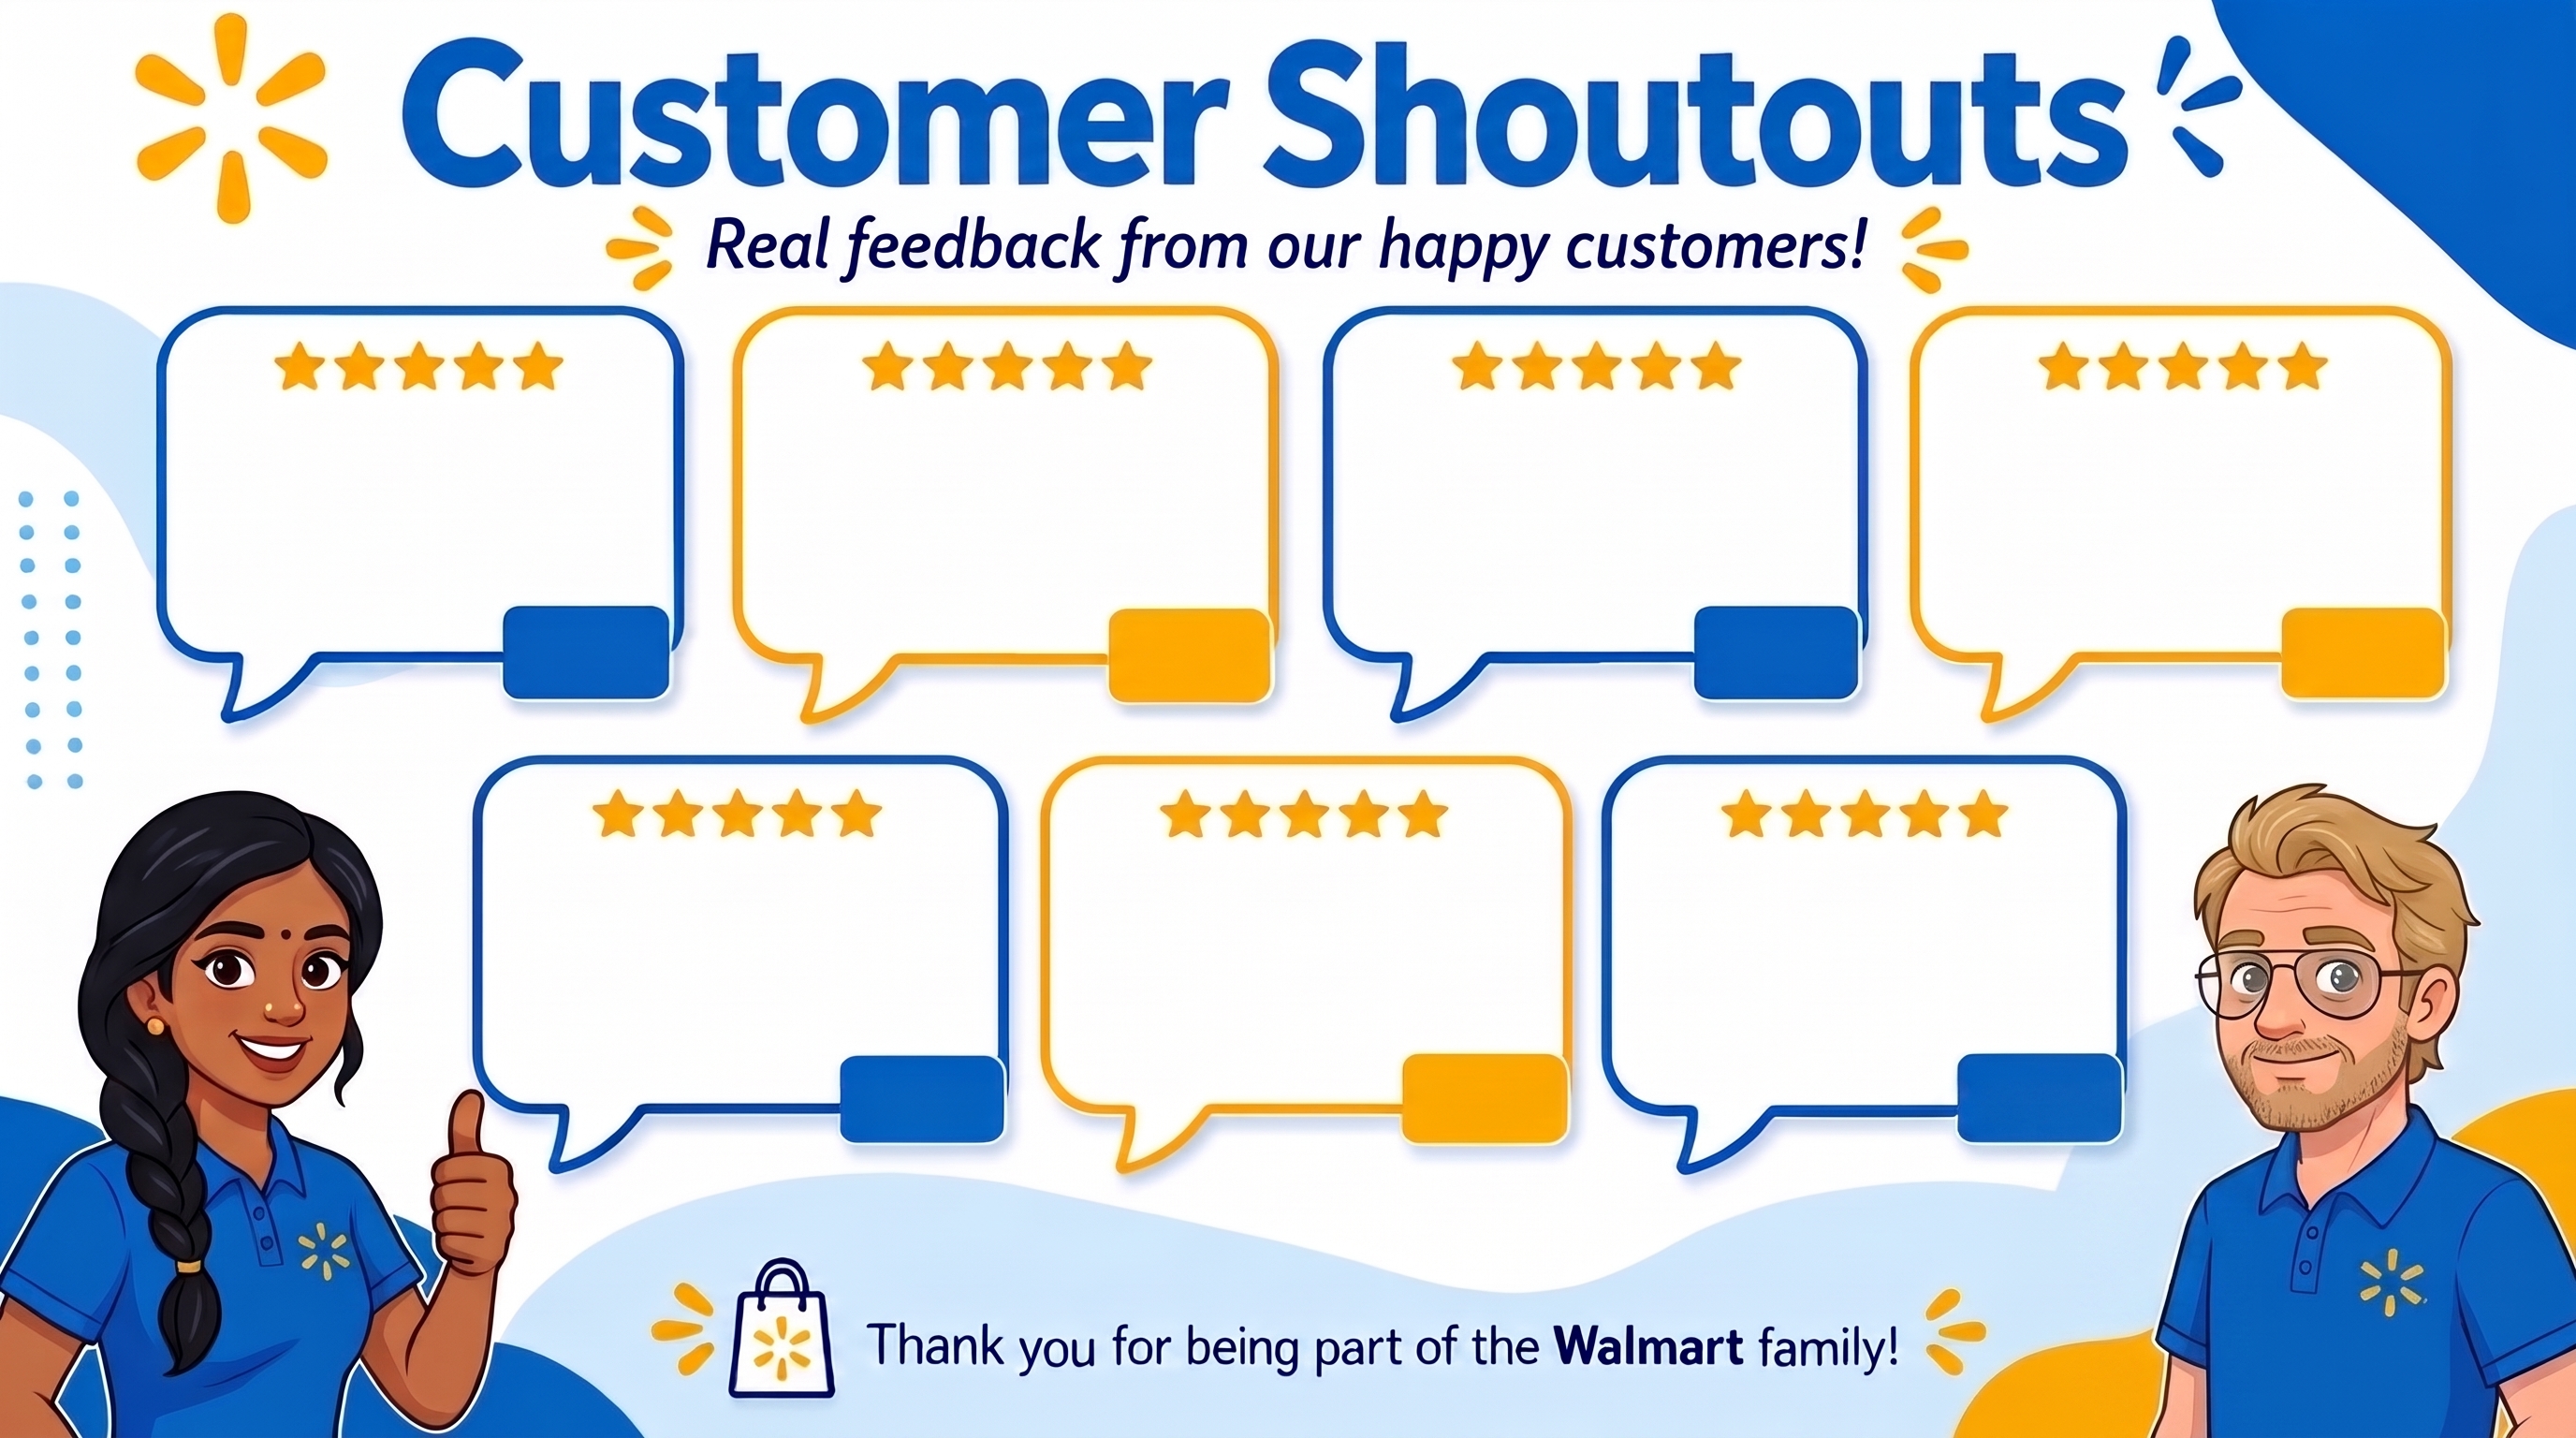 Customer Shoutouts
Real feedback from our happy customers!
Thank you for being part of the Walmart family!